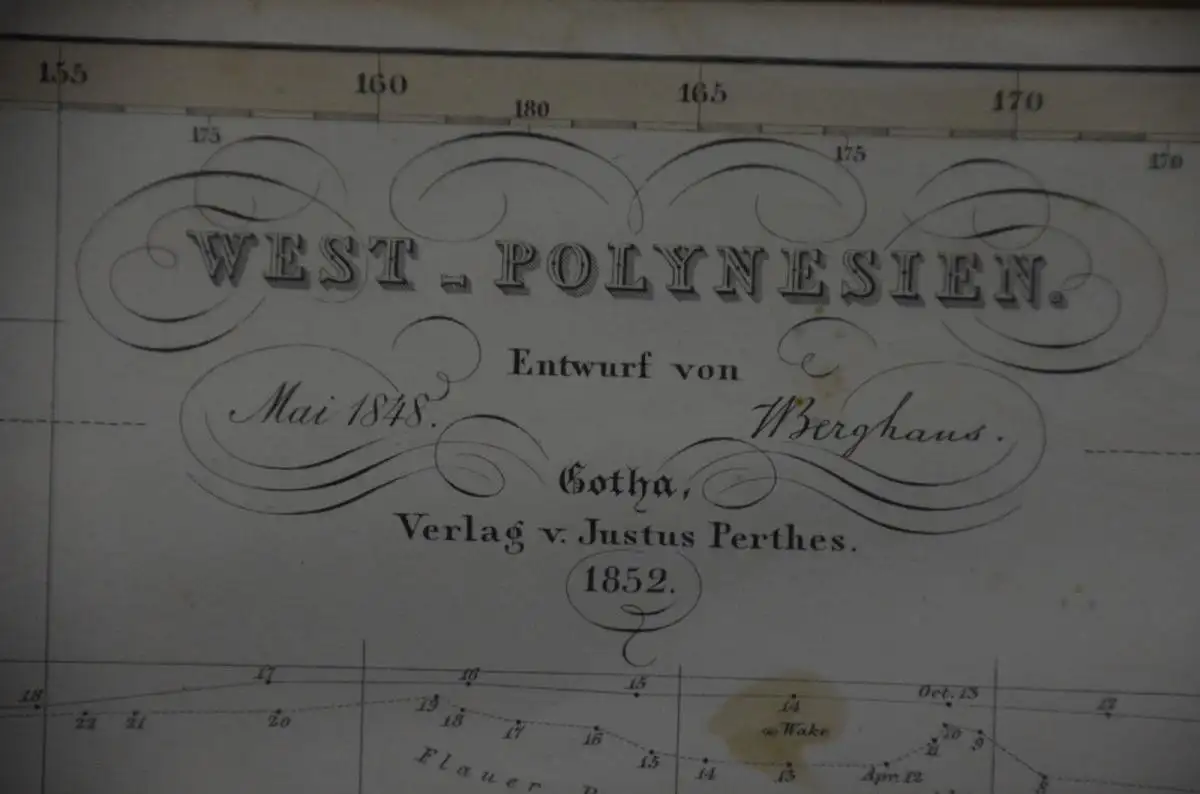 155 160 165 170
175 180 175 170
WEST-POLYNESIEN.
Entwurf von
Mai 1848. WBerghaus.
Gotha,
Verlag v. Justus Perthes.
1852.
18 17 16 15 14 Oct. 13 12
22 21 20 19 18 17 16 15 14 13 Apr. 12 11 10 9 8
Wake
Flauer